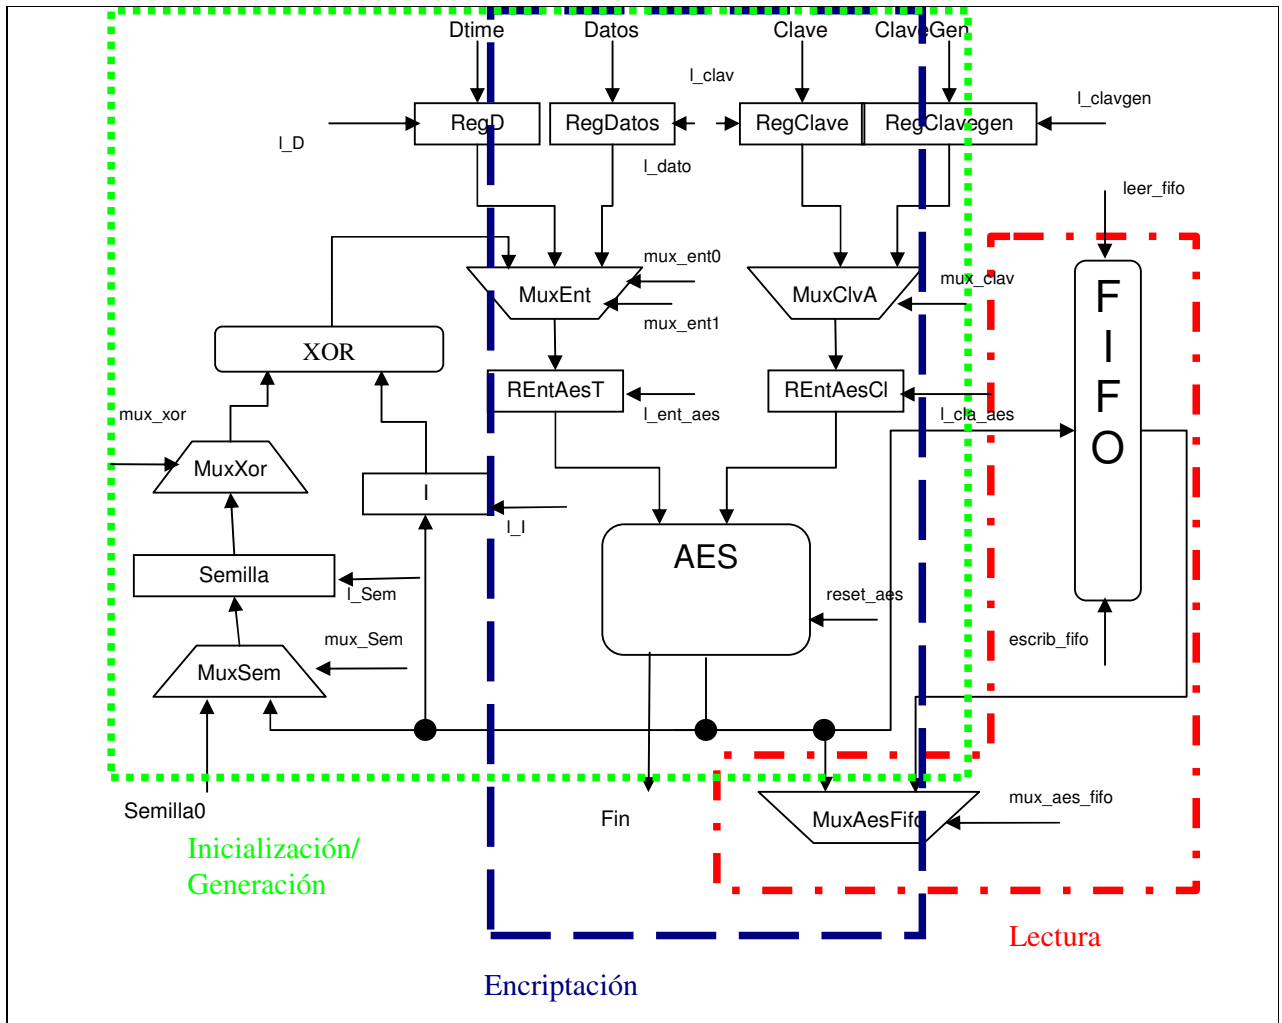 Dtime Datos Clave ClaveGen
l_clav
l_clavgen
RegD RegDatos RegClave RegClavegen
l_D
l_dato
leer_fifo
mux_ent0
mux_clav
MuxEnt MuxClvA
mux_ent1
FIFO
XOR
REntAesT REntAesCl
mux_xor l_ent_aes l_cla_aes
MuxXor
I
l_I
AES
Semilla
l_Sem reset_aes
mux_Sem escrib_fifo
MuxSem
Semilla0 Fin MuxAesFifo mux_aes_fifo
Inicialización/
Generación
Lectura
Encriptación